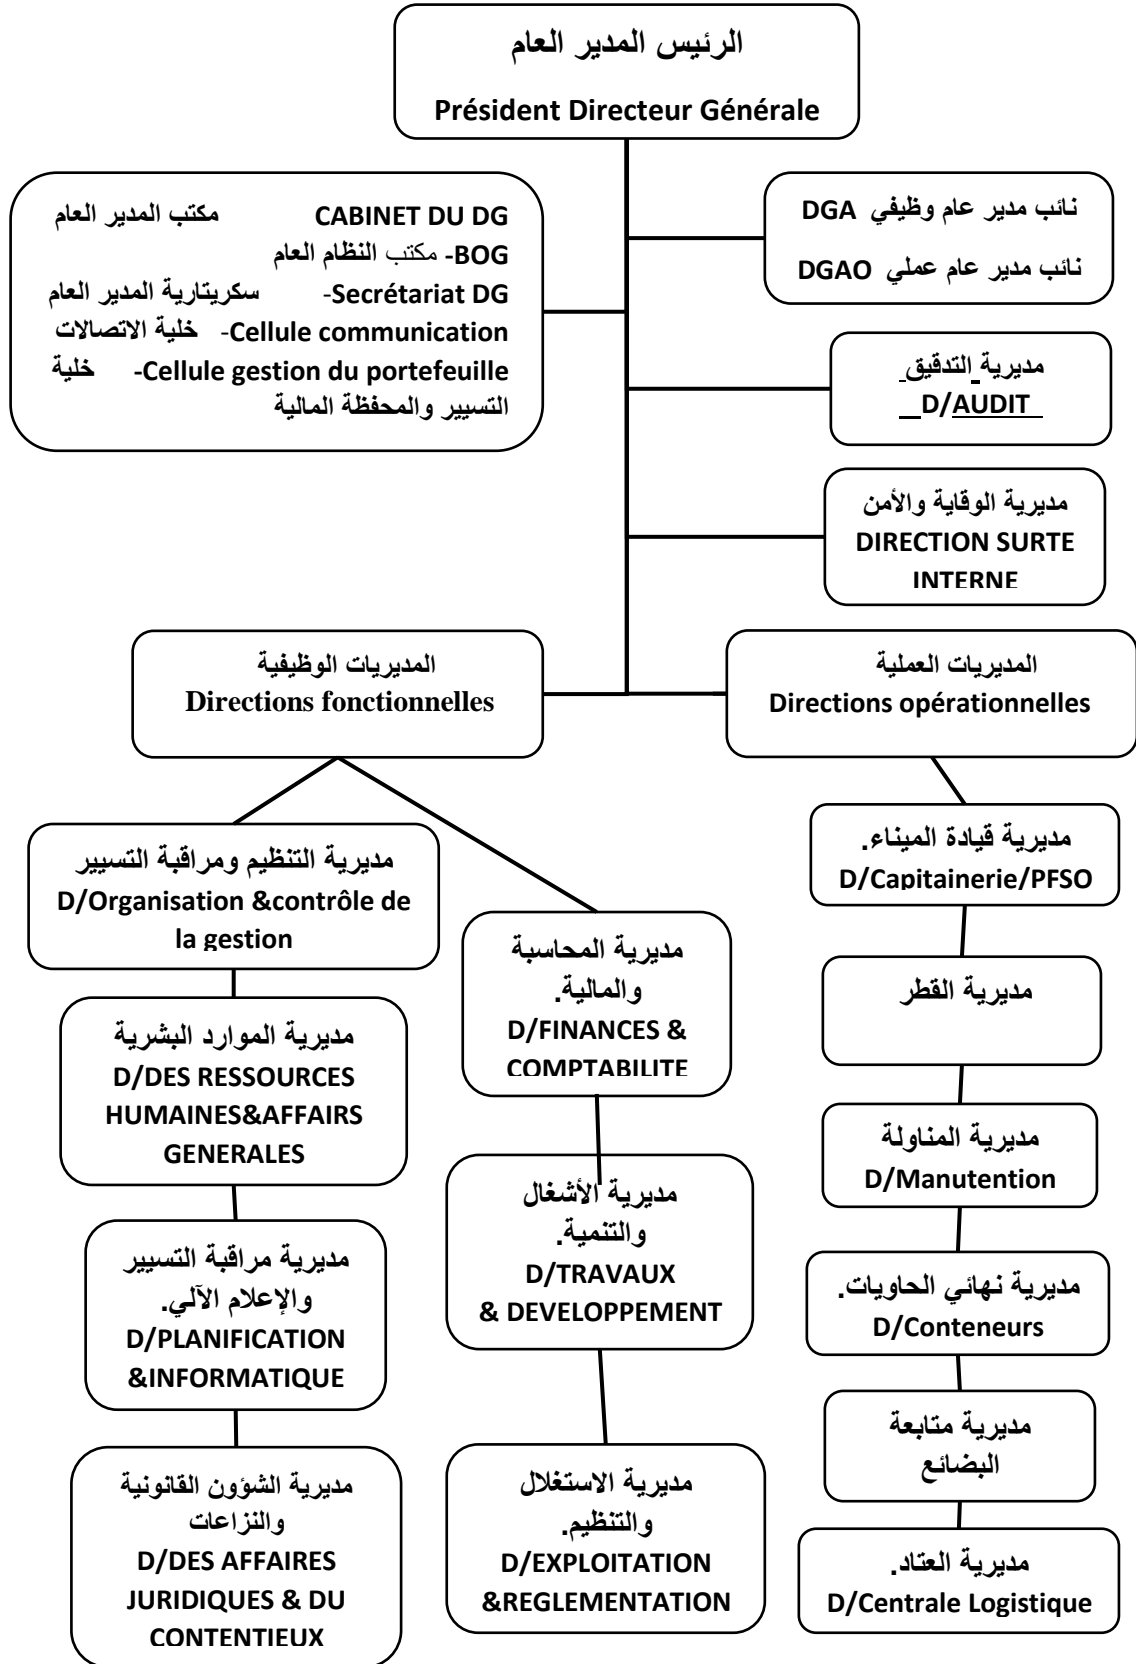 الرئيس المدير العام
Président Directeur Générale
CABINET DU DG مكتب المدير العام
BOG- مكتب النظام العام
Secrétariat DG- سكريتارية المدير العام
Cellule communication- خلية الاتصالات
Cellule gestion du portefeuille- خلية
التسيير والمحفظة المالية
نائب مدير عام وظيفي DGA
نائب مدير عام عملي DGAO
مديرية التدقيق
D/AUDIT
مديرية الوقاية والأمن
DIRECTION SURTE
INTERNE
المديريات الوظيفية
Directions fonctionnelles
المديريات العملية
Directions opérationnelles
مديرية التنظيم ومراقبة التسيير
D/Organisation &contrôle de
la gestion
مديرية الموارد البشرية
D/DES RESSOURCES
HUMAINES&AFFAIRS
GENERALES
مديرية مراقبة التسيير
والإعلام الآلي.
D/PLANIFICATION
&INFORMATIQUE
مديرية الشؤون القانونية
والنزاعات
D/DES AFFAIRES
JURIDIQUES & DU
CONTENTIEUX
مديرية المحاسبة
والمالية.
D/FINANCES &
COMPTABILITE
مديرية الأشغال
والتنمية.
D/TRAVAUX
& DEVELOPPEMENT
مديرية الاستغلال
والتنظيم.
D/EXPLOITATION
&REGLEMENTATION
مديرية قيادة الميناء.
D/Capitainerie/PFSO
مديرية القطر
مديرية المناولة
D/Manutention
مديرية نهائي الحاويات.
D/Conteneurs
مديرية متابعة
البضائع
مديرية العتاد.
D/Centrale Logistique